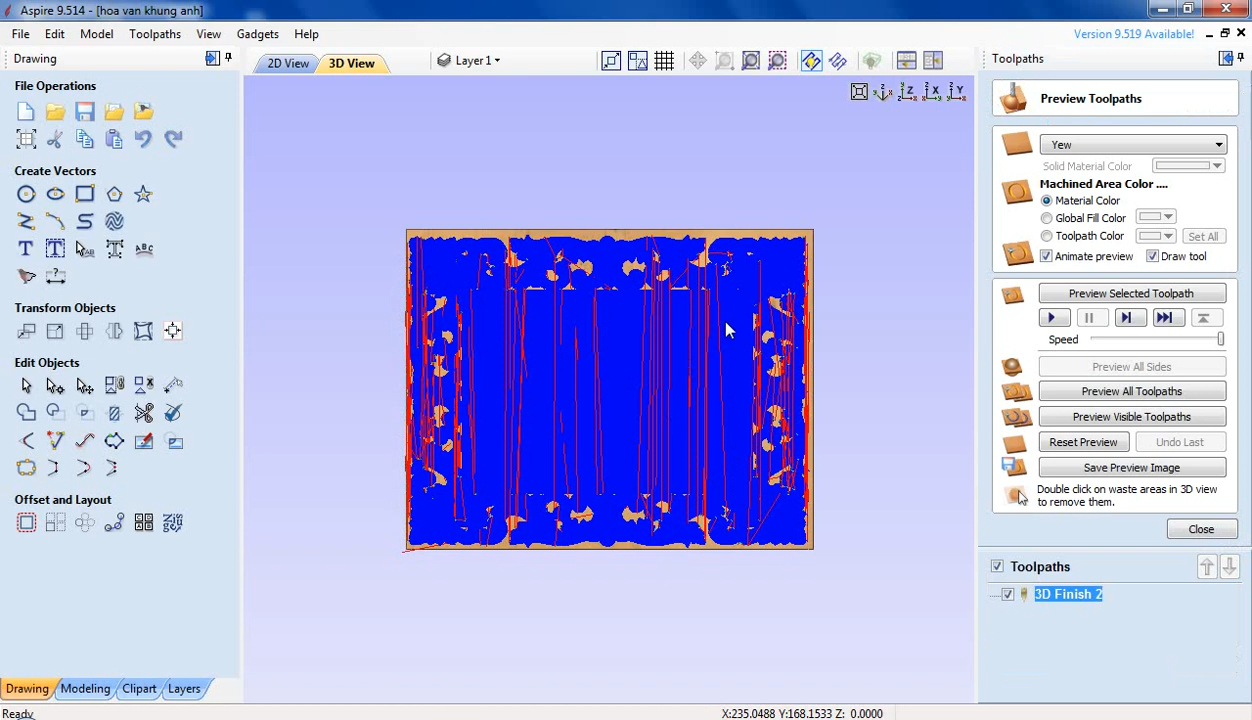 Aspire 9.514 - [hoa van khung anh]
File Edit Model Toolpaths View Gadgets Help
Version 9.519 Available!
Drawing
2D View 3D View
Layer 1
Toolpaths
File Operations
Create Vectors
Transform Objects
Edit Objects
Offset and Layout
Drawing Modeling Clipart Layers
Z X Y
Preview Toolpaths
Yew
Solid Material Color
Machined Area Color ....
Material Color
Global Fill Color
Toolpath Color Set All
Animate preview Draw tool
Preview Selected Toolpath
Speed
Preview All Sides
Preview All Toolpaths
Preview Visible Toolpaths
Reset Preview Undo Last
Save Preview Image
Double click on waste areas in 3D view
to remove them.
Close
Toolpaths
3D Finish 2
Ready
X:235.0488 Y:168.1533 Z: 0.0000